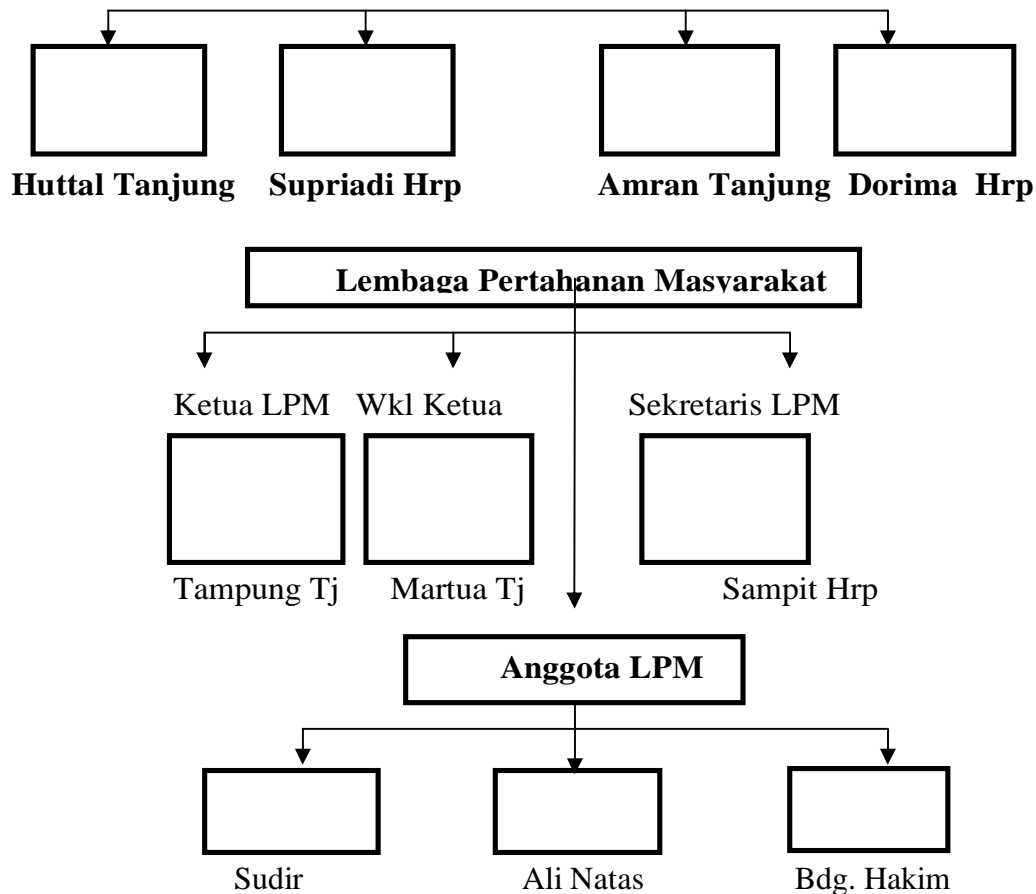 Huttal Tanjung Supriadi Hrp Amran Tanjung Dorima Hrp
Lembaga Pertahanan Masyarakat
Ketua LPM Wkl Ketua Sekretaris LPM
Tampung Tj Martua Tj Sampit Hrp
Anggota LPM
Sudir Ali Natas Bdg. Hakim